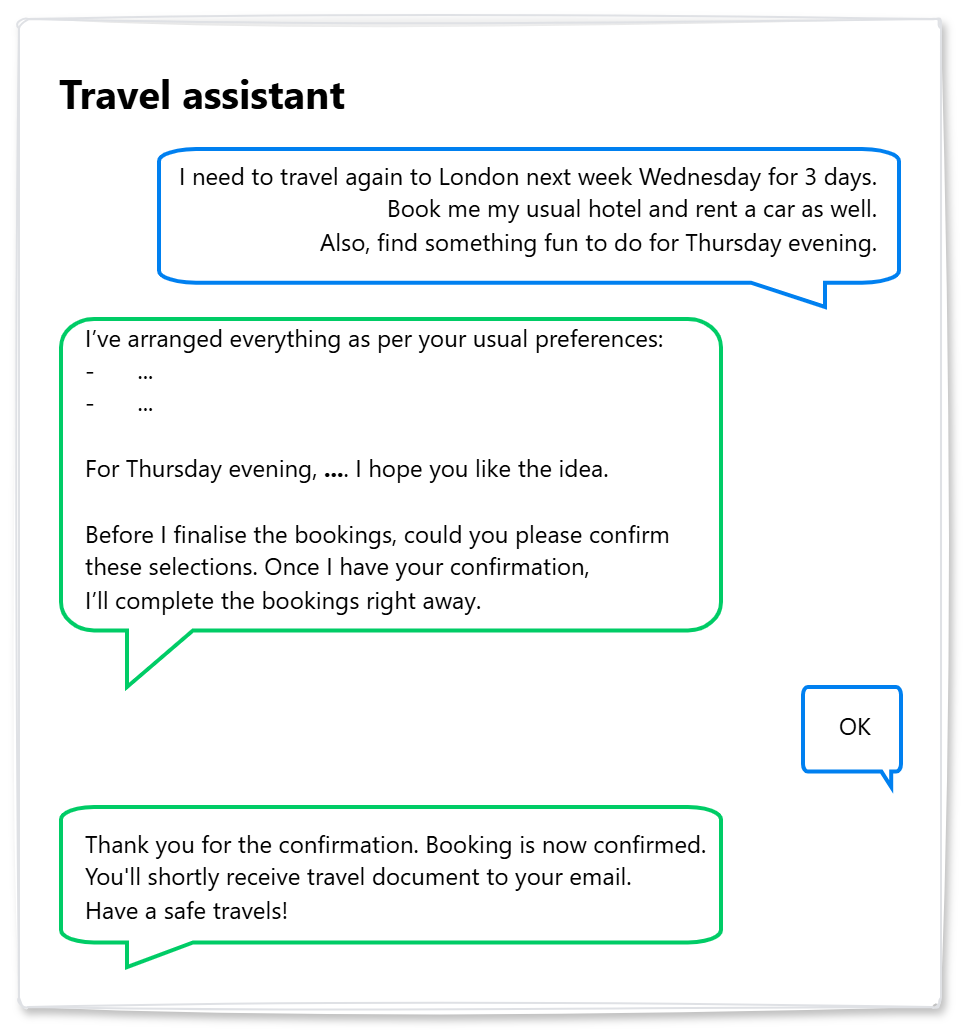 Travel assistant
I need to travel again to London next week Wednesday for 3 days.
Book me my usual hotel and rent a car as well.
Also, find something fun to do for Thursday evening.
I’ve arranged everything as per your usual preferences:
- ...
- ...
For Thursday evening, .... I hope you like the idea.
Before I finalise the bookings, could you please confirm
these selections. Once I have your confirmation,
I’ll complete the bookings right away.
OK
Thank you for the confirmation. Booking is now confirmed.
You'll shortly receive travel document to your email.
Have a safe travels!